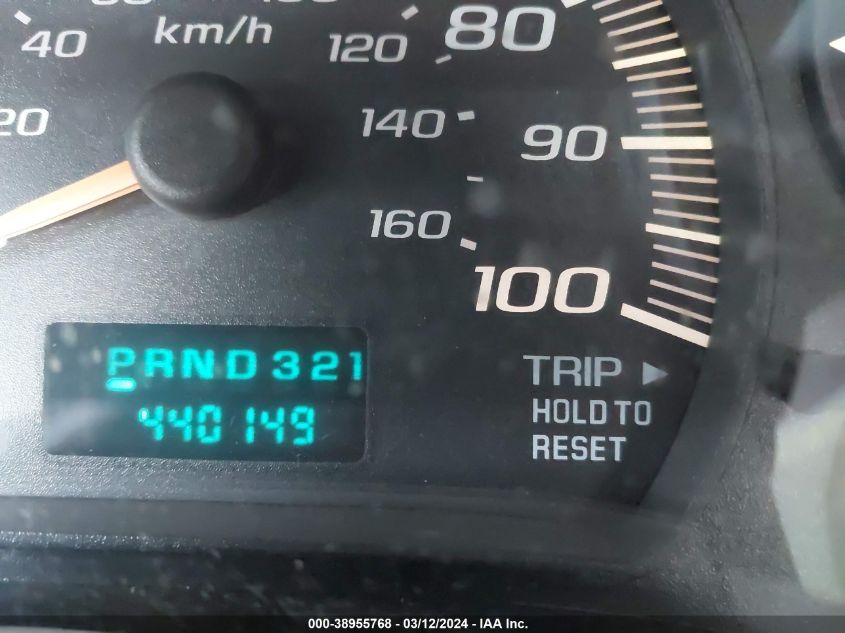 40
km/h
120
80
20
140
90
160
100
PRND321
440149
TRIP ▶
HOLD TO
RESET
000-38955768 - 03/12/2024 - IAA Inc.